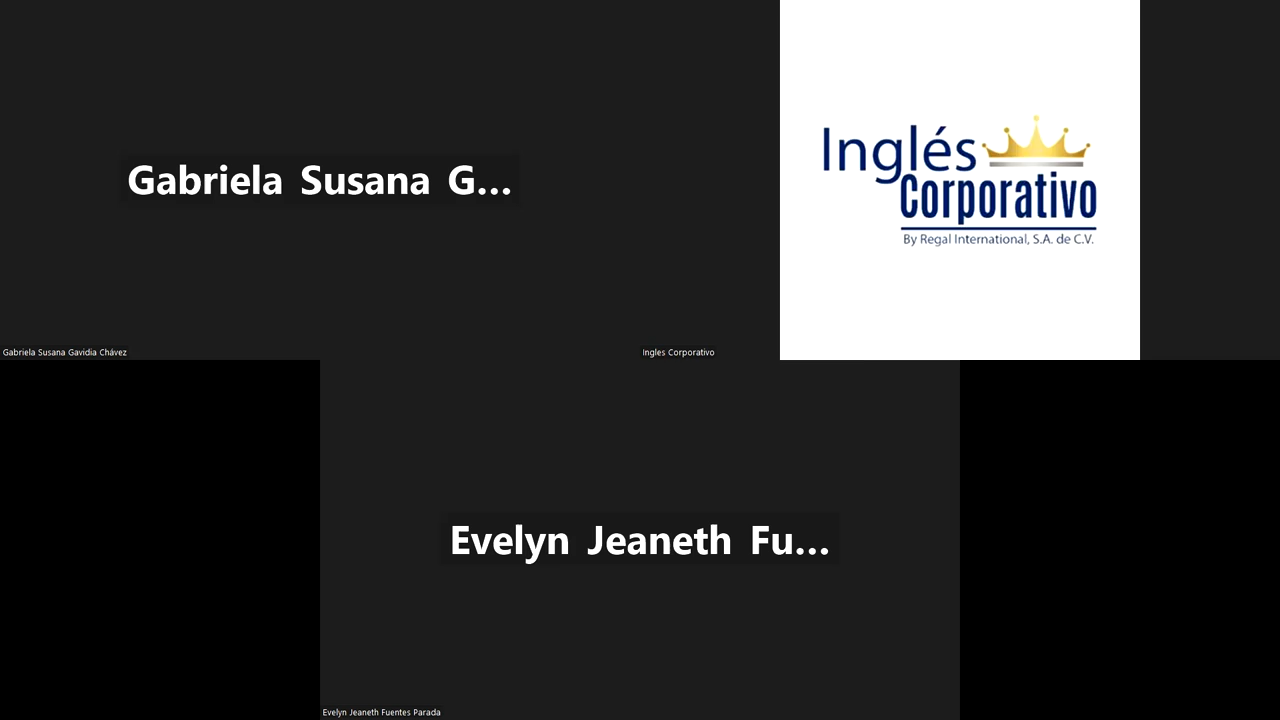 Gabriela Susana G...
Inglés
Corporativo
By Regal International, S.A. de C.V.
Gabriela Susana Gavidia Chávez
Ingles Corporativo
Evelyn Jeaneth Fu...
Evelyn Jeaneth Fuentes Parada